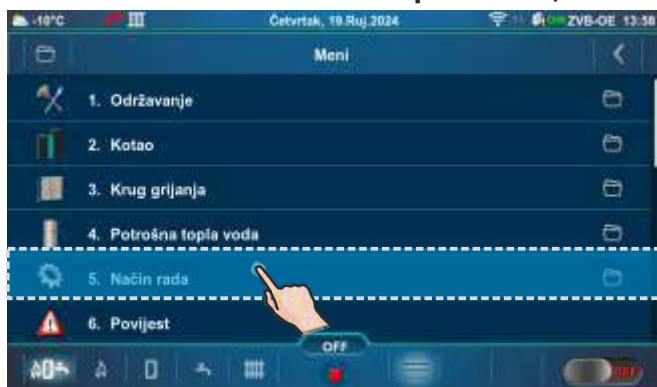 -10°C Četvrtak, 19.Ruj.2024 ZVB-OE 13:58
Meni
1. Održavanje
2. Kotao
3. Krug grijanja
4. Potrošna topla voda
5. Način rada
6. Povijest
OFF
OFF